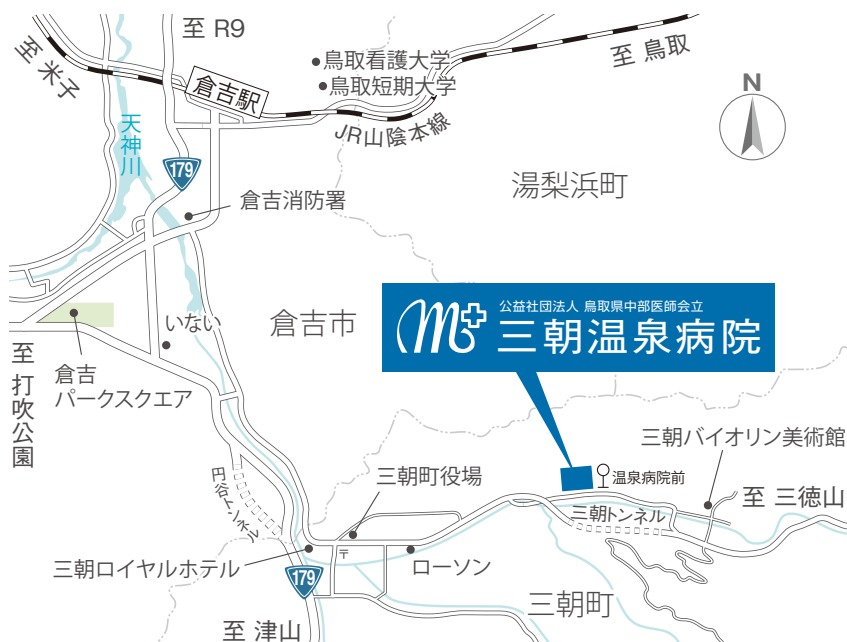 至 R9
至 米子
倉吉駅
鳥取看護大学
鳥取短期大学
至 鳥取
JR山陰本線
N
天神川
179
倉吉消防署
湯梨浜町
公益社団法人 鳥取県中部医師会立
三朝温泉病院
いない
倉吉市
至 打吹公園
倉吉
パークスクエア
円谷トンネル
三朝町役場
温泉病院前
三朝バイオリン美術館
至 三徳山
三朝トンネル
三朝ロイヤルホテル
〒
ローソン
179
三朝町
至 津山